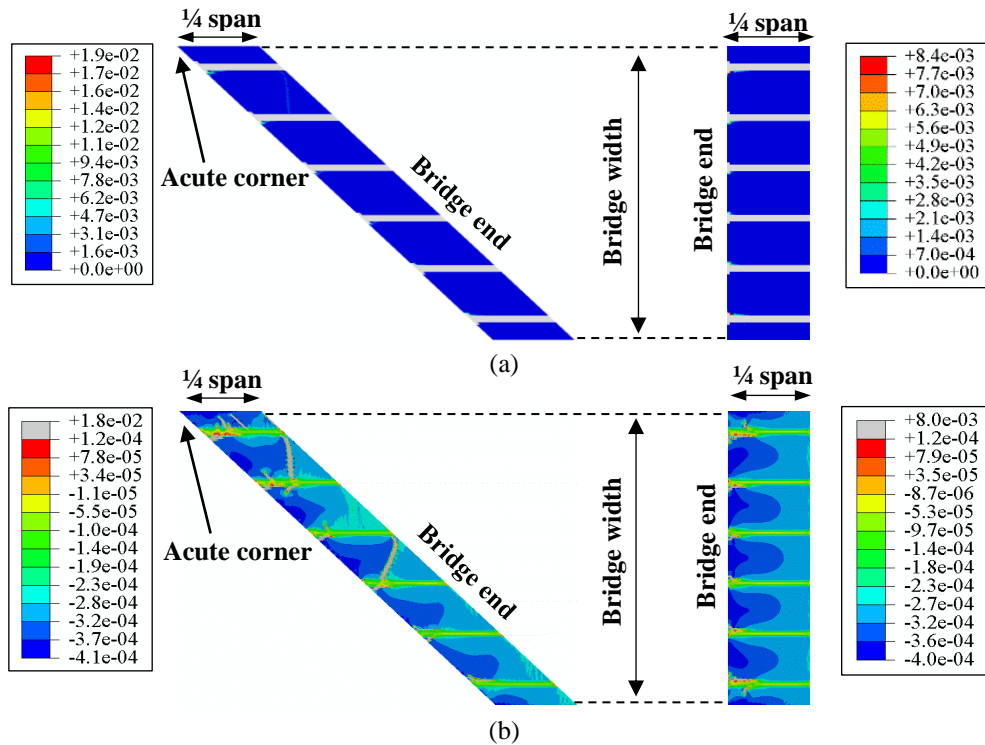 ¼ span
¼ span
+1.9e-02
+1.7e-02
+1.6e-02
+1.4e-02
+1.2e-02
+1.1e-02
+9.4e-03
+7.8e-03
+6.2e-03
+4.7e-03
+3.1e-03
+1.6e-03
+0.0e+00
Acute corner
Bridge end
Bridge width
Bridge end
+8.4e-03
+7.7e-03
+7.0e-03
+6.3e-03
+5.6e-03
+4.9e-03
+4.2e-03
+3.5e-03
+2.8e-03
+2.1e-03
+1.4e-03
+7.0e-04
+0.0e+00
(a)
¼ span
¼ span
+1.8e-02
+1.2e-04
+7.8e-05
+3.4e-05
-1.1e-05
-5.5e-05
-1.0e-04
-1.4e-04
-1.9e-04
-2.3e-04
-2.8e-04
-3.2e-04
-3.7e-04
-4.1e-04
Acute corner
Bridge end
Bridge width
Bridge end
+8.0e-03
+1.2e-04
+7.9e-05
+3.5e-05
-8.7e-06
-5.3e-05
-9.7e-05
-1.4e-04
-1.8e-04
-2.3e-04
-2.7e-04
-3.2e-04
-3.6e-04
-4.0e-04
(b)